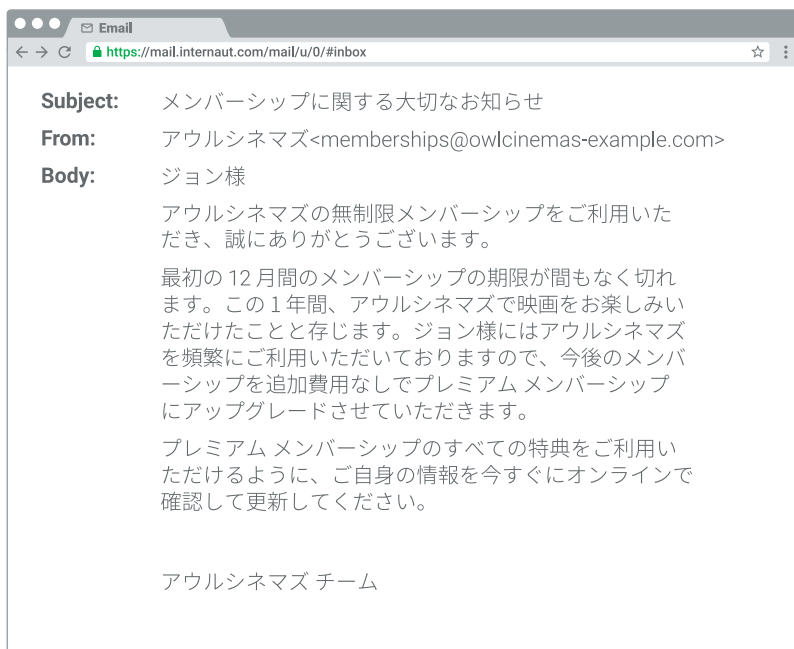 Email
https://mail.internaut.com/mail/u/0/#inbox
Subject: メンバーシップに関する大切なお知らせ
From: アウルシネマズ<memberships@owlcinemas-example.com>
Body: ジョン様
アウルシネマズの無制限メンバーシップをご利用いた
だき、誠にありがとうございます。
最初の 12 月間のメンバーシップの期限が間もなく切れ
ます。この 1 年間、アウルシネマズで映画をお楽しみい
ただけたことと存じます。ジョン様にはアウルシネマズ
を頻繁にご利用いただいておりますので、今後のメンバ
ーシップを追加費用なしでプレミアム メンバーシップ
にアップグレードさせていただきます。
プレミアム メンバーシップのすべての特典をご利用い
ただけるように、ご自身の情報を今すぐにオンラインで
確認して更新してください。
アウルシネマズ チーム